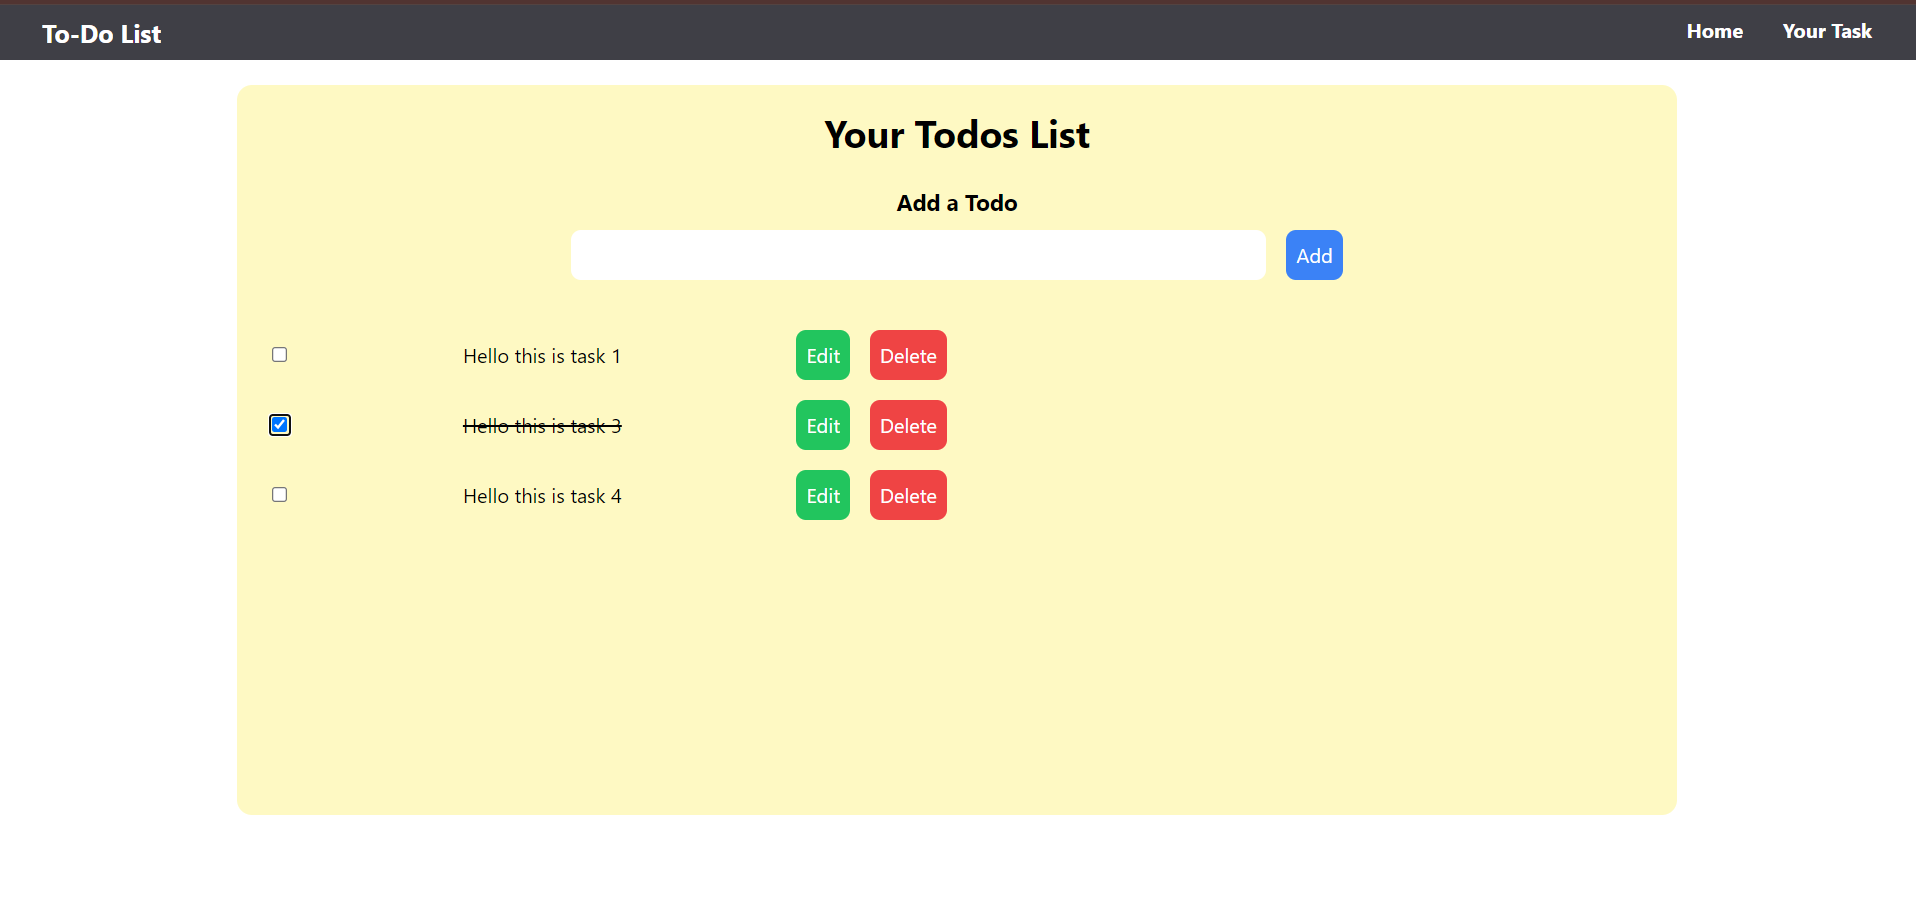 To-Do List Home Your Task
Your Todos List
Add a Todo
Add
Hello this is task 1 Edit Delete
Hello this is task 3 Edit Delete
Hello this is task 4 Edit Delete